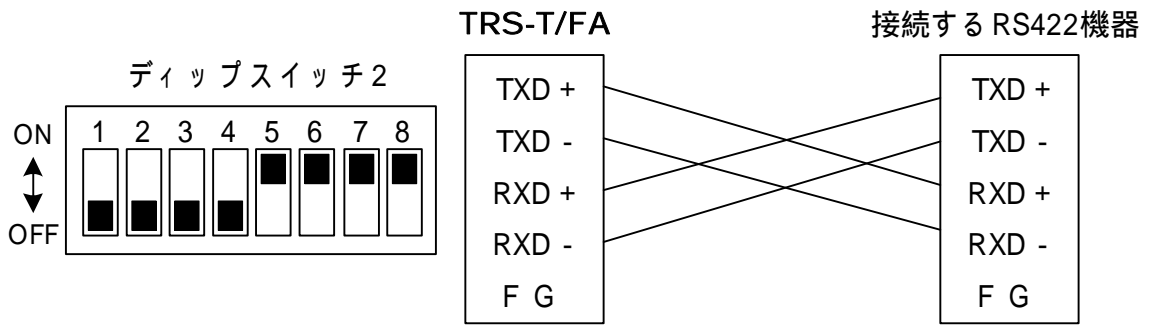 TRS-T/FA
接続するRS422機器
ディップスイッチ2
ON
OFF
1 2 3 4 5 6 7 8
TXD +
TXD -
RXD +
RXD -
F G
TXD +
TXD -
RXD +
RXD -
F G